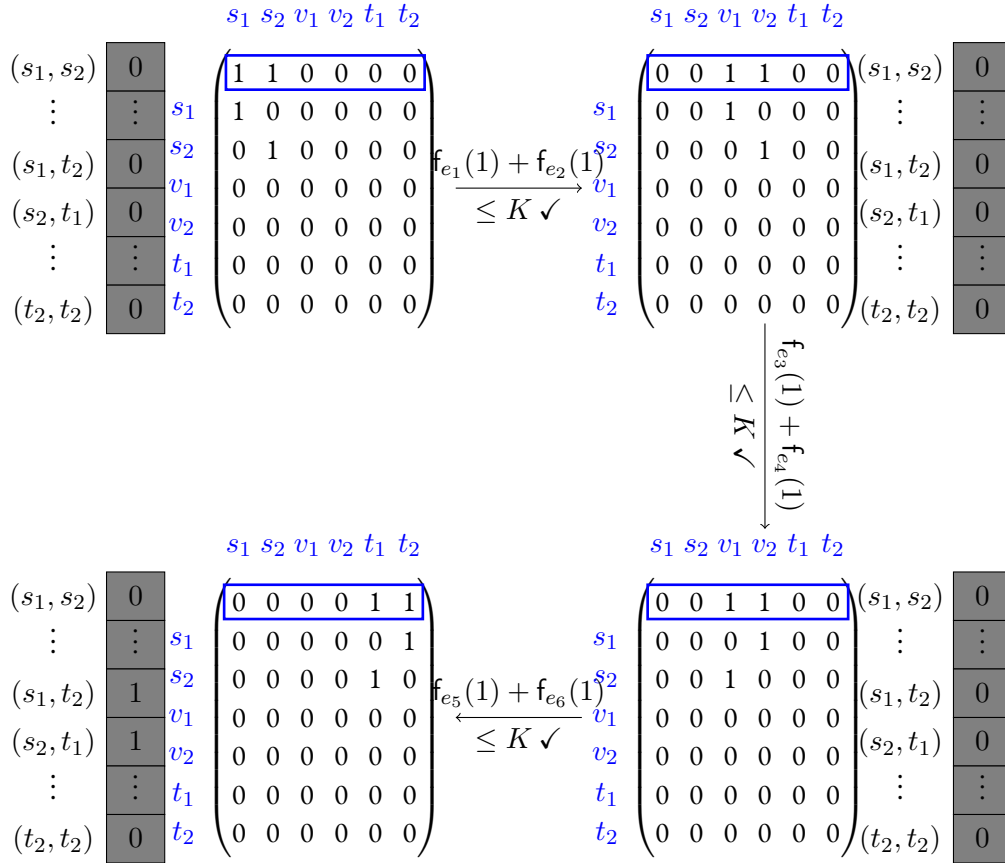 s₁ s₂ v₁ v₂ t₁ t₂
(s₁, s₂) 0
⋮ ⋮
(s₁, t₂) 0
(s₂, t₁) 0
⋮ ⋮
(t₂, t₂) 0
1 1 0 0 0 0
s₁ 1 0 0 0 0 0
s₂ 0 1 0 0 0 0
v₁ 0 0 0 0 0 0
v₂ 0 0 0 0 0 0
t₁ 0 0 0 0 0 0
t₂ 0 0 0 0 0 0
f_{e₁}(1) + f_{e₂}(1)
≤ K ✓
s₁ s₂ v₁ v₂ t₁ t₂
0 0 1 1 0 0
s₁ 0 0 1 0 0 0
s₂ 0 0 0 1 0 0
v₁ 0 0 0 0 0 0
v₂ 0 0 0 0 0 0
t₁ 0 0 0 0 0 0
t₂ 0 0 0 0 0 0
(s₁, s₂) 0
⋮ ⋮
(s₁, t₂) 0
(s₂, t₁) 0
⋮ ⋮
(t₂, t₂) 0
f_{e₃}(1) + f_{e₄}(1)
≤ K ✓
s₁ s₂ v₁ v₂ t₁ t₂
(s₁, s₂) 0
⋮ ⋮
(s₁, t₂) 1
(s₂, t₁) 1
⋮ ⋮
(t₂, t₂) 0
0 0 0 0 1 1
s₁ 0 0 0 0 0 1
s₂ 0 0 0 0 1 0
v₁ 0 0 0 0 0 0
v₂ 0 0 0 0 0 0
t₁ 0 0 0 0 0 0
t₂ 0 0 0 0 0 0
f_{e₅}(1) + f_{e₆}(1)
≤ K ✓
s₁ s₂ v₁ v₂ t₁ t₂
0 0 1 1 0 0
s₁ 0 0 0 1 0 0
s₂ 0 0 1 0 0 0
v₁ 0 0 0 0 0 0
v₂ 0 0 0 0 0 0
t₁ 0 0 0 0 0 0
t₂ 0 0 0 0 0 0
(s₁, s₂) 0
⋮ ⋮
(s₁, t₂) 0
(s₂, t₁) 0
⋮ ⋮
(t₂, t₂) 0